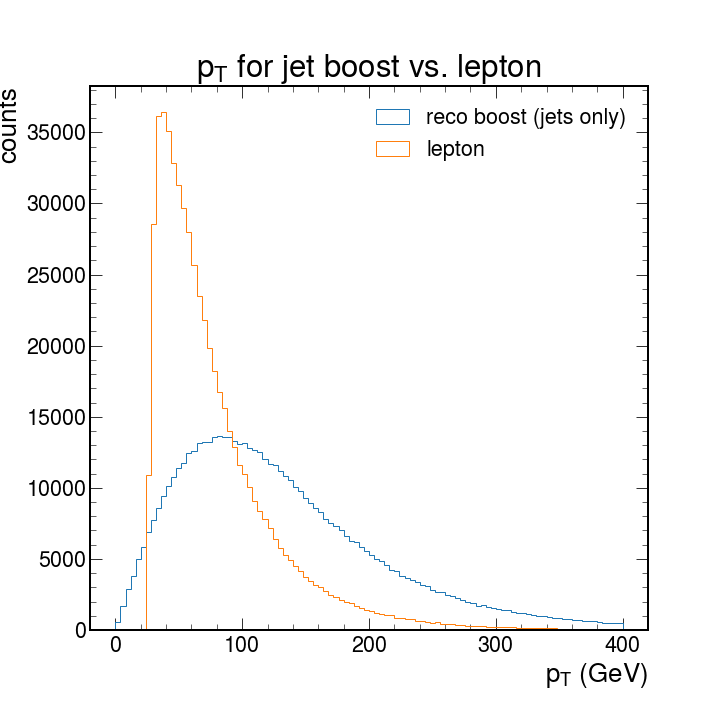 p_T for jet boost vs. lepton
counts
reco boost (jets only)
lepton
35000
30000
25000
20000
15000
10000
5000
0
0 100 200 300 400
p_T (GeV)